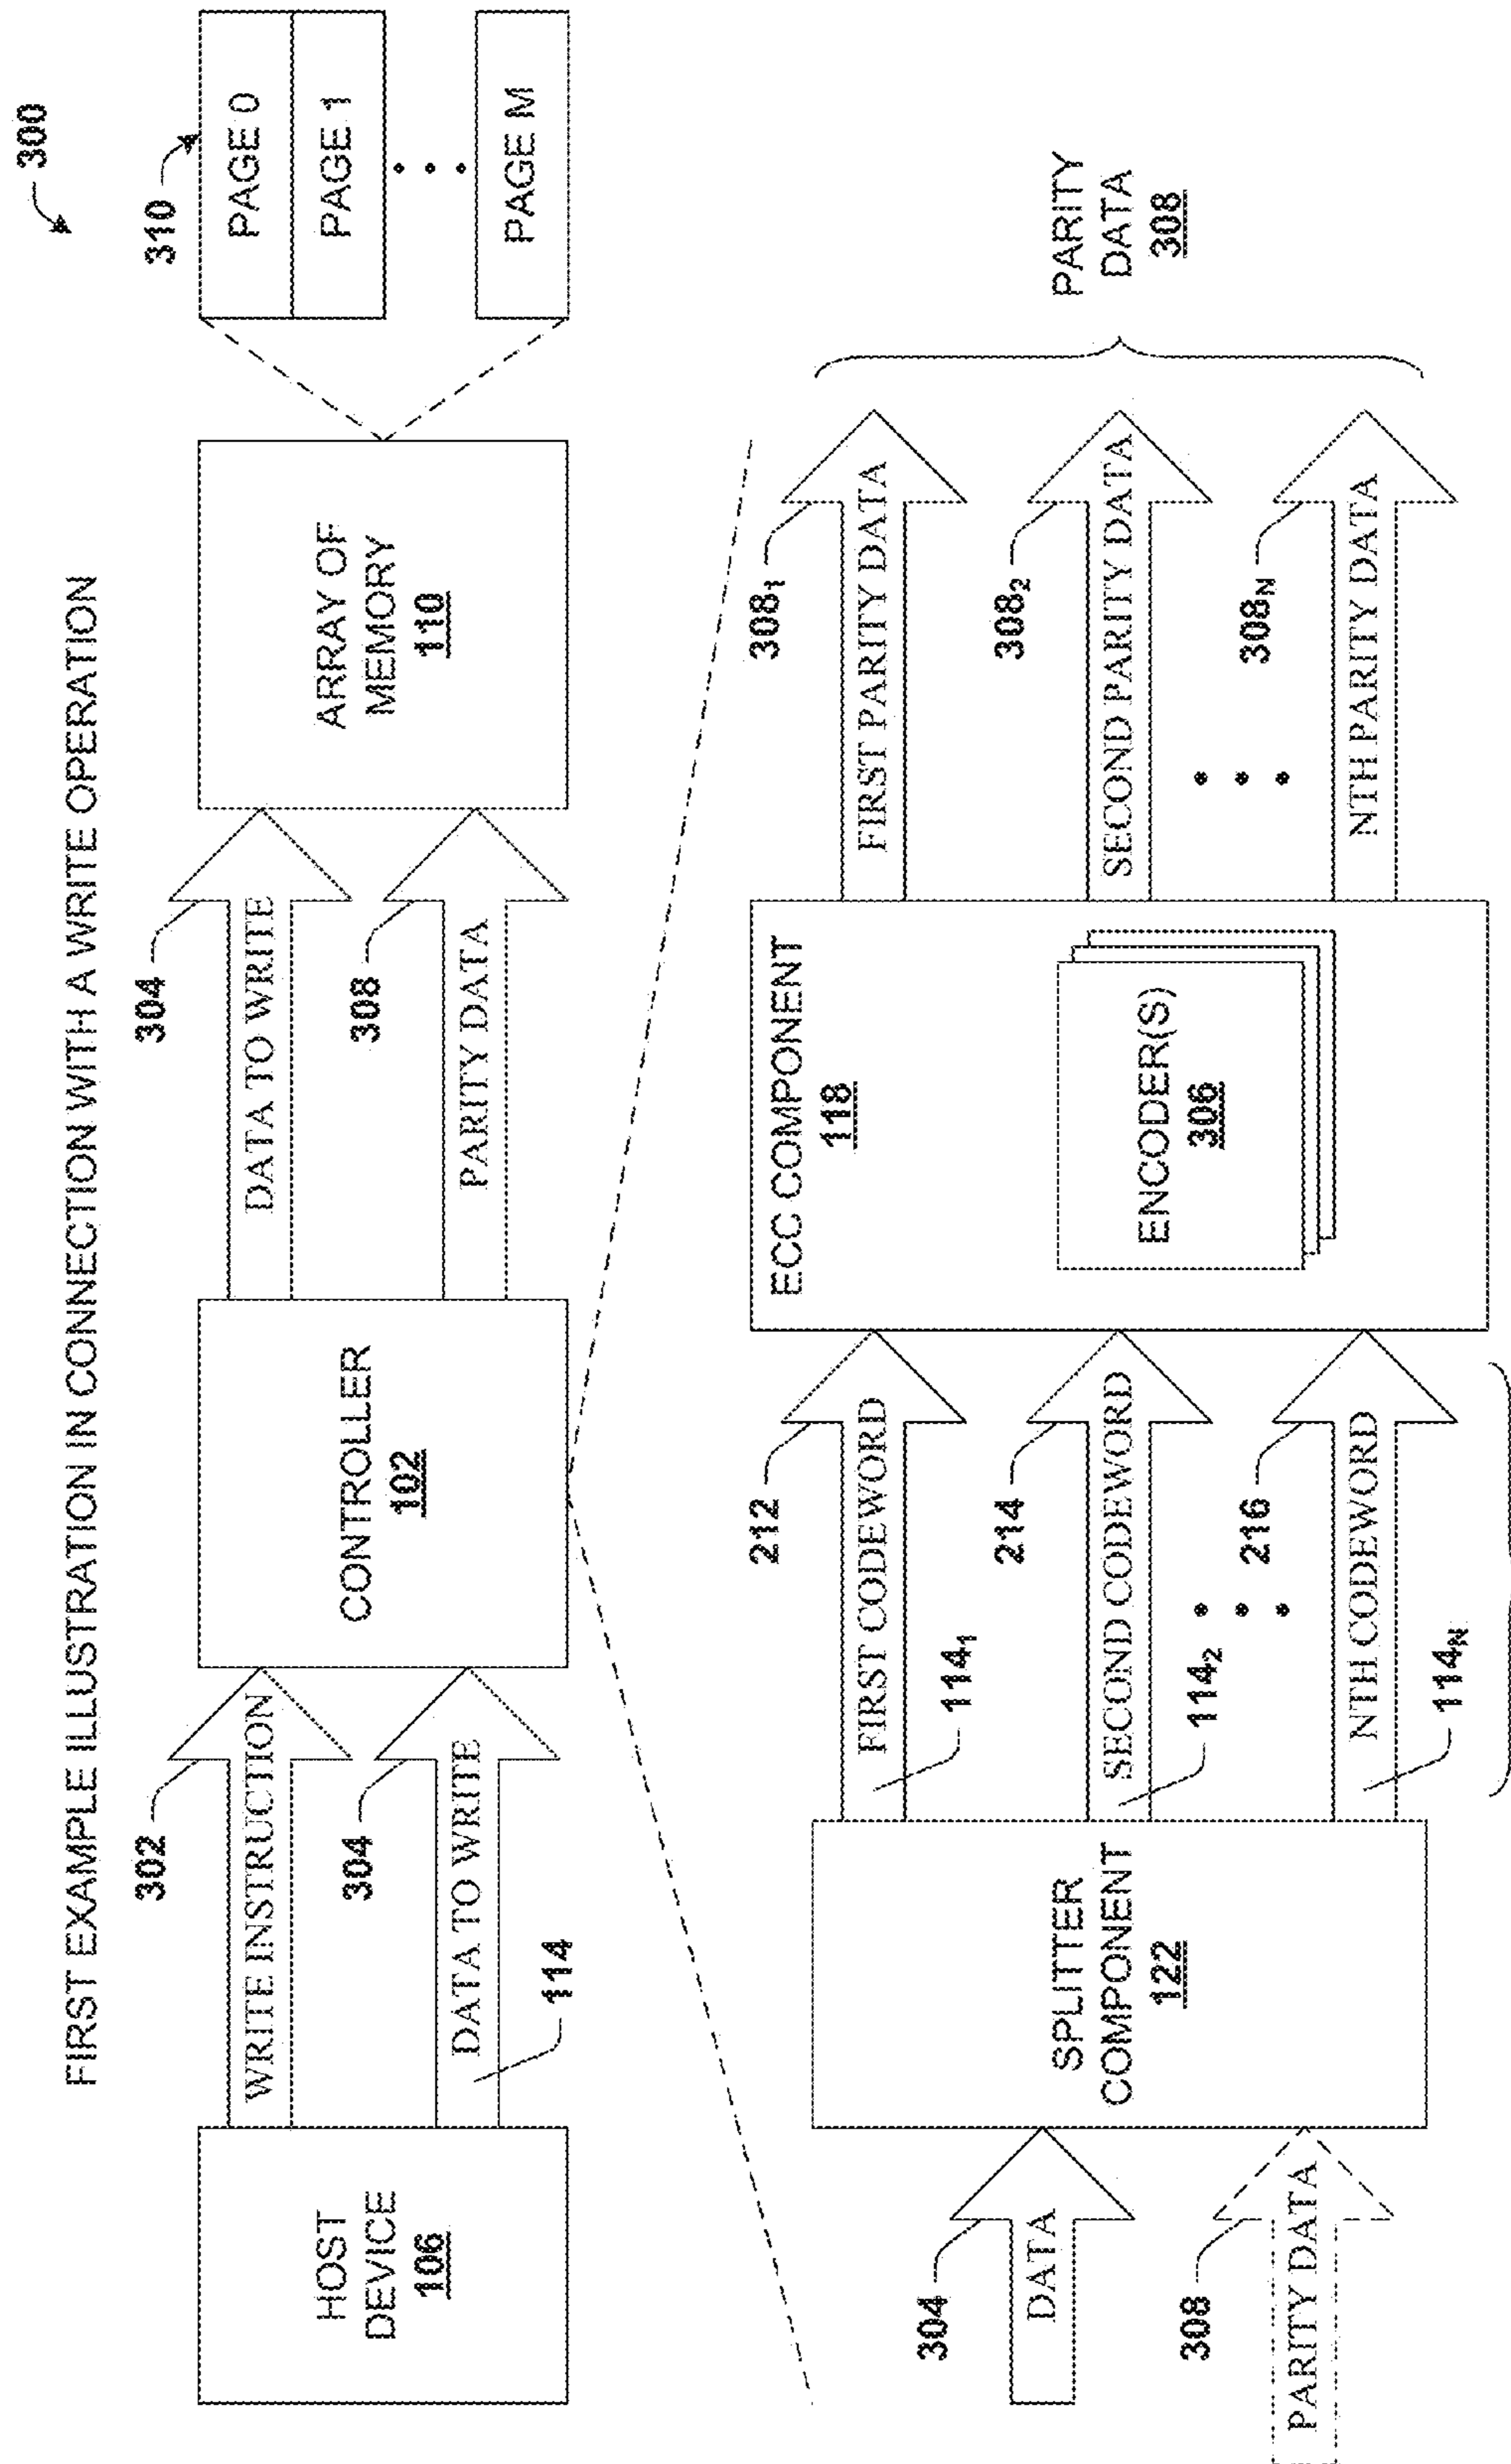 FIRST EXAMPLE ILLUSTRATION IN CONNECTION WITH A WRITE OPERATION
300
302
304
310
WRITE INSTRUCTION
DATA TO WRITE
PAGE 0
PAGE 1
PAGE M
HOST
DEVICE
106
CONTROLLER
102
ARRAY OF
MEMORY
110
304
308
DATA TO WRITE
PARITY DATA
114
212
308₁
ECC COMPONENT
118
FIRST CODEWORD
FIRST PARITY DATA
114₁
304
DATA
SPLITTER
COMPONENT
122
214
SECOND CODEWORD
114₂
ENCODER(S)
306
308₂
SECOND PARITY DATA
PARITY
DATA
308
308
PARITY DATA
216
NTH CODEWORD
114N
308N
NTH PARITY DATA